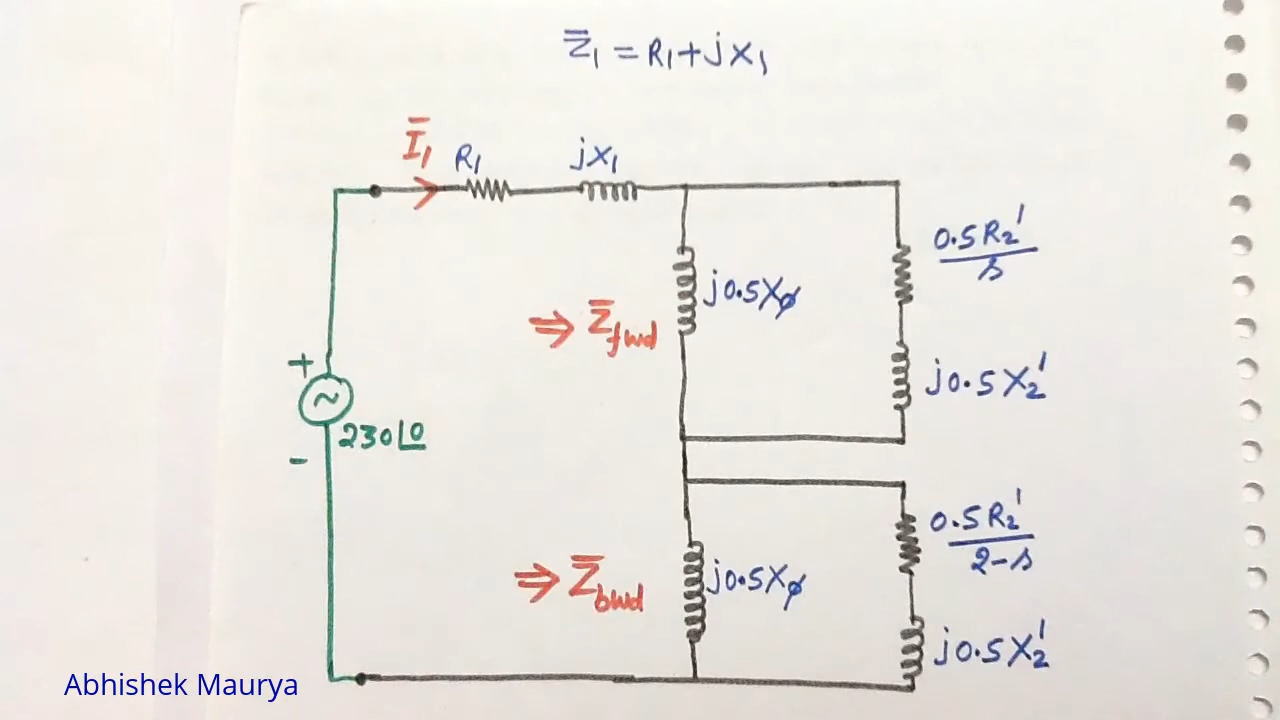 Z̅₁ = R₁ + jX₁
I̅₁
R₁
jX₁
0.5R₂'
s
j0.5Xφ
⇒ Z̅fwd
j0.5X₂'
+
~
230∠0
-
0.5R₂'
2-s
j0.5Xφ
⇒ Z̅bwd
j0.5X₂'
Abhishek Maurya